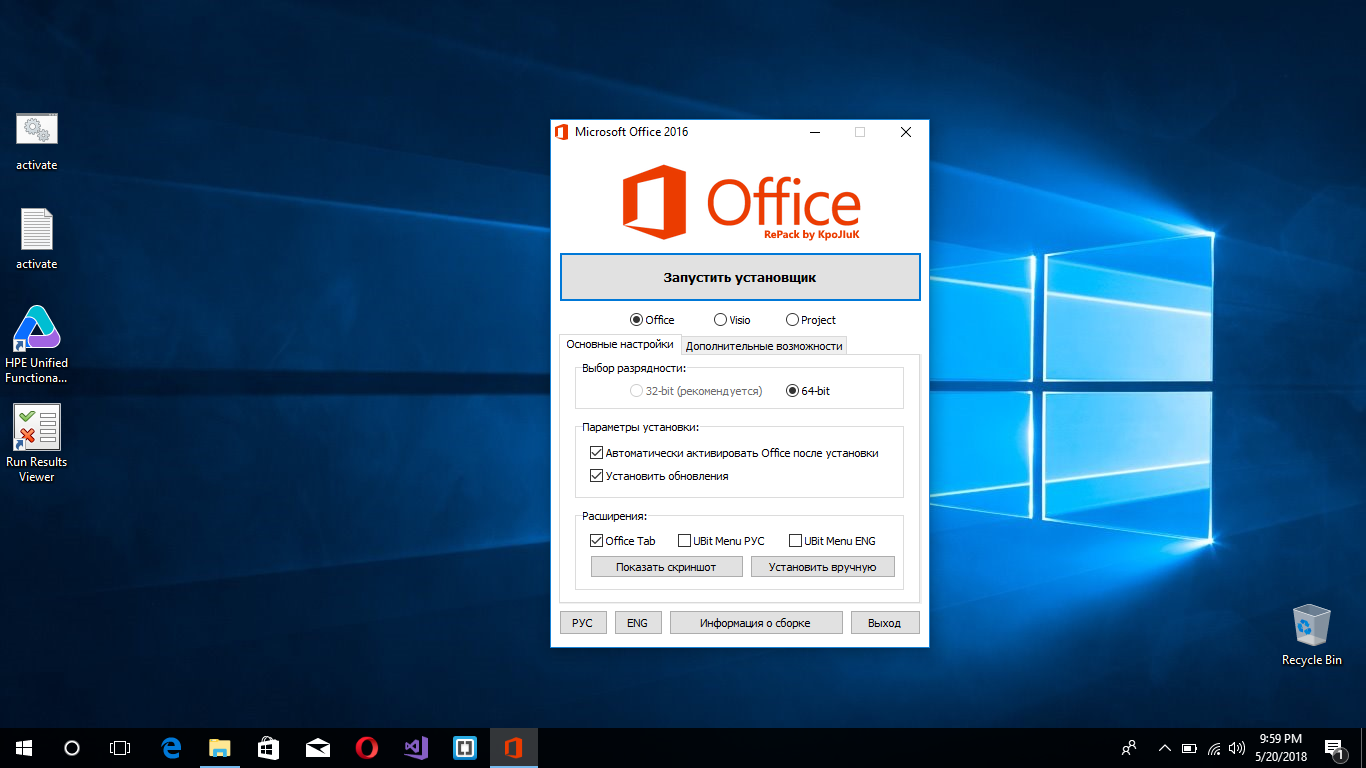 activate
activate
HPE Unified
Functiona...
Run Results
Viewer
Microsoft Office 2016
Office
RePack by KpoJIuK
Запустить установщик
Office
Visio
Project
Основные настройки
Дополнительные возможности
Выбор разрядности:
32-bit (рекомендуется)
64-bit
Параметры установки:
Автоматически активировать Office после установки
Установить обновления
Расширения:
Office Tab
UBit Menu РУС
UBit Menu ENG
Показать скриншот
Установить вручную
РУС
ENG
Информация о сборке
Выход
Recycle Bin
9:59 PM
5/20/2018
1